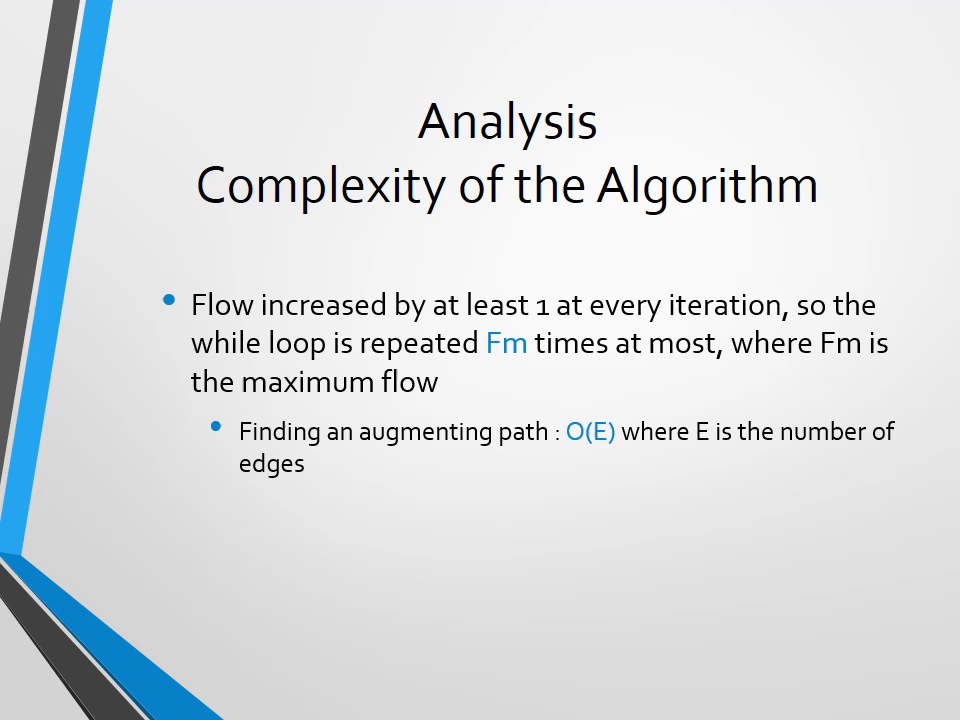 Analysis
Complexity of the Algorithm
• Flow increased by at least 1 at every iteration, so the
while loop is repeated Fm times at most, where Fm is
the maximum flow
• Finding an augmenting path : O(E) where E is the number of
edges